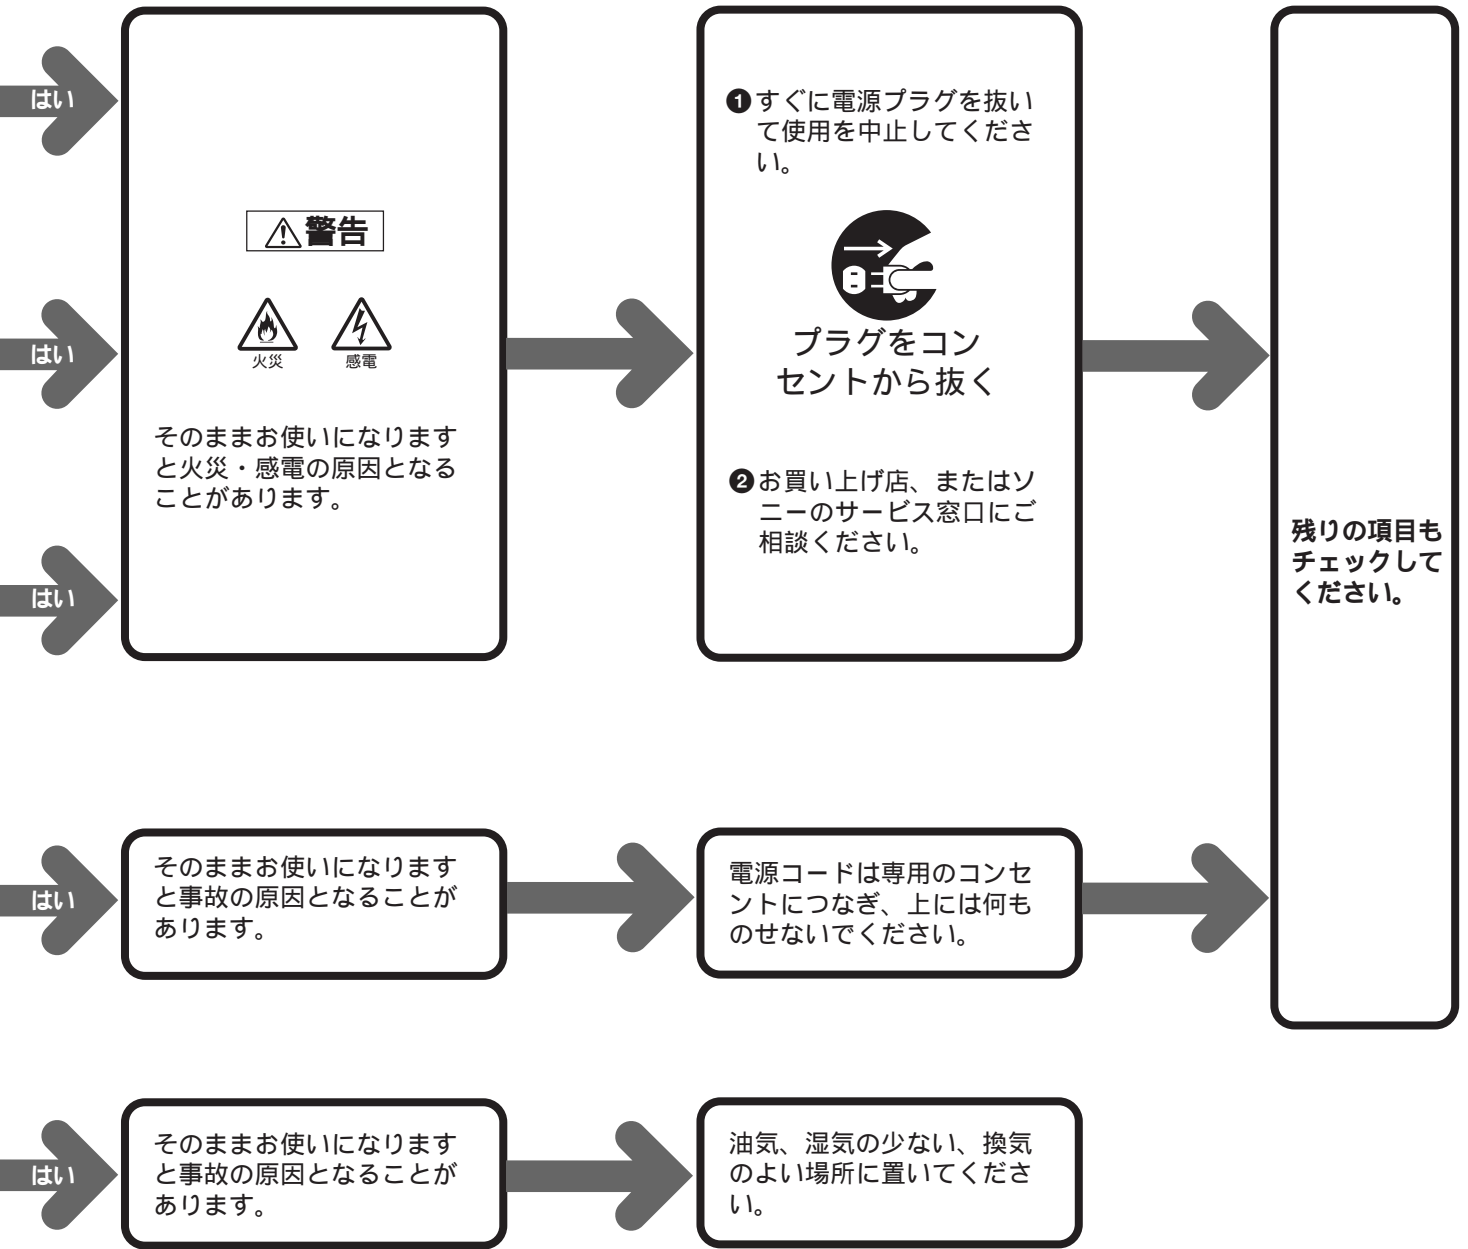 はい
はい
はい
警告
火災
感電
そのままお使いになります
と火災・感電の原因となる
ことがあります。
❶すぐに電源プラグを抜い
て使用を中止してくださ
い。
プラグをコン
セントから抜く
❷お買い上げ店、またはソ
ニーのサービス窓口にご
相談ください。
残りの項目も
チェックして
ください。
はい
そのままお使いになります
と事故の原因となることが
あります。
電源コードは専用のコンセ
ントにつなぎ、上には何も
のせないでください。
はい
そのままお使いになります
と事故の原因となることが
あります。
油気、湿気の少ない、換気
のよい場所に置いてくださ
い。